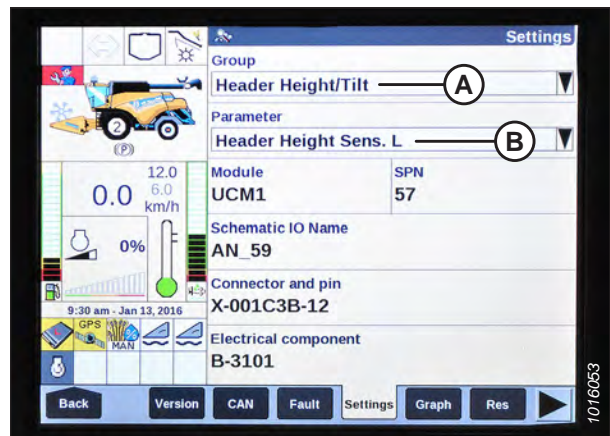 Settings
Group
Header Height/Tilt
A
Parameter
Header Height Sens. L
B
Module
UCM1
SPN
57
Schematic IO Name
AN_59
Connector and pin
X-001C3B-12
Electrical component
B-3101
2
(P)
12.0
6.0
0.0
km/h
0%
9:30 am - Jan 13, 2016
GPS
MAN
%
Back
Version
CAN
Fault
Settings
Graph
Res
1016053